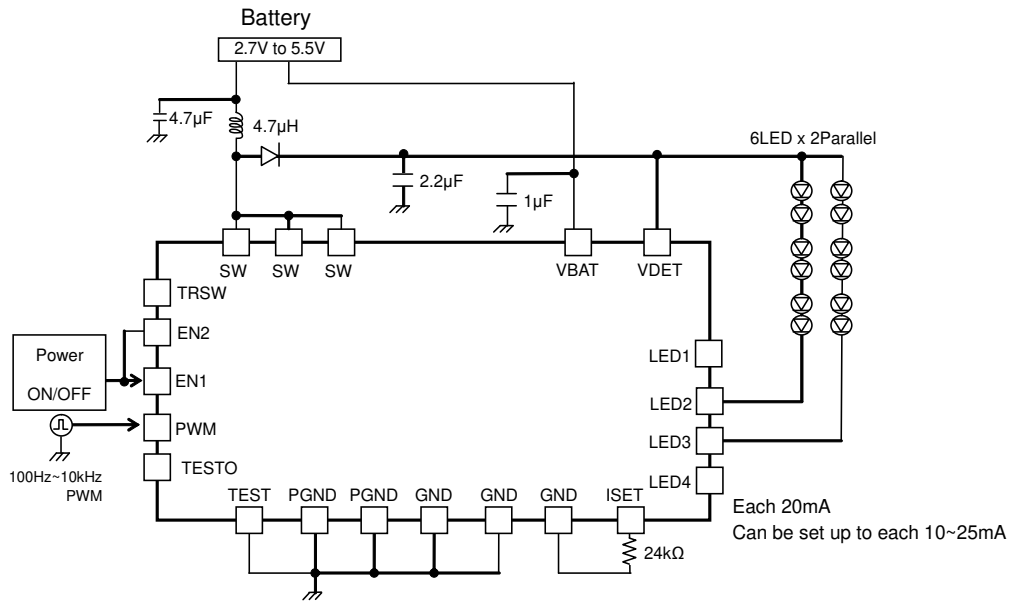 Battery
2.7V to 5.5V
4.7μF
4.7μH
6LED x 2Parallel
2.2μF
1μF
SW
SW
SW
VBAT
VDET
TRSW
EN2
Power
ON/OFF
EN1
PWM
TESTO
100Hz~10kHz
PWM
LED1
LED2
LED3
LED4
TEST
PGND
PGND
GND
GND
GND
ISET
24kΩ
Each 20mA
Can be set up to each 10~25mA